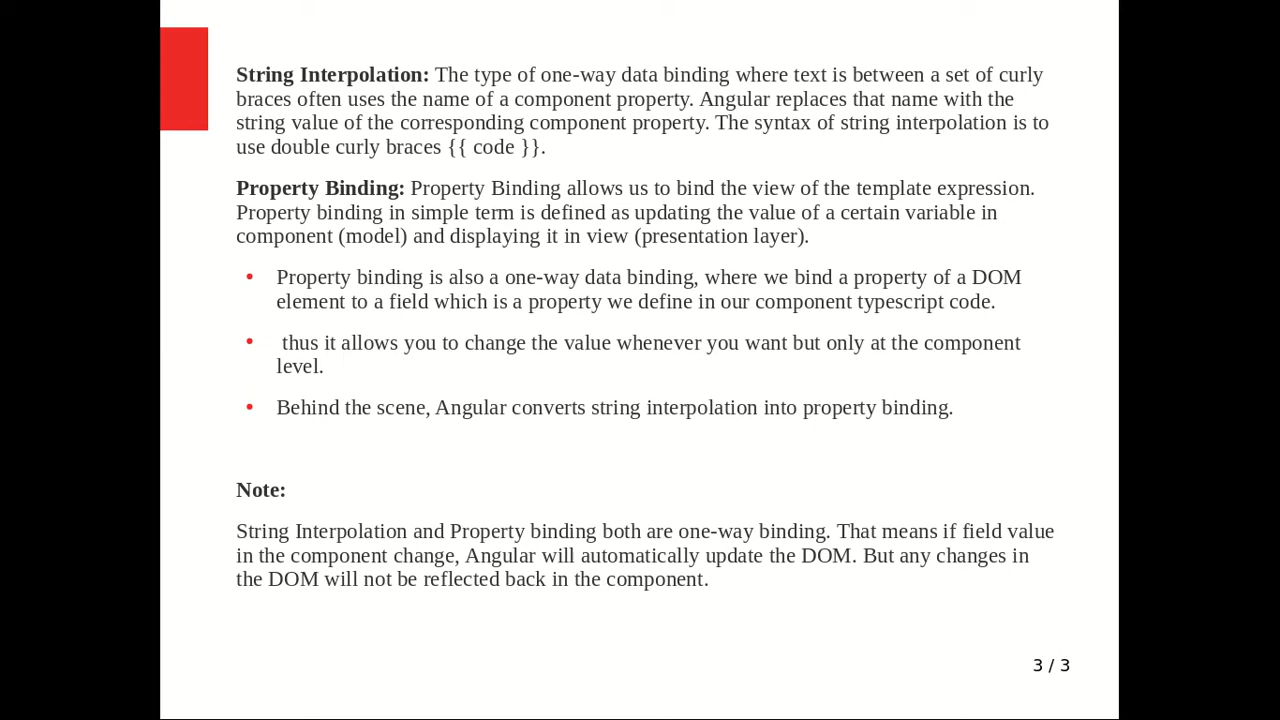 String Interpolation: The type of one-way data binding where text is between a set of curly
braces often uses the name of a component property. Angular replaces that name with the
string value of the corresponding component property. The syntax of string interpolation is to
use double curly braces {{ code }}.
Property Binding: Property Binding allows us to bind the view of the template expression.
Property binding in simple term is defined as updating the value of a certain variable in
component (model) and displaying it in view (presentation layer).
• Property binding is also a one-way data binding, where we bind a property of a DOM
element to a field which is a property we define in our component typescript code.
• thus it allows you to change the value whenever you want but only at the component
level.
• Behind the scene, Angular converts string interpolation into property binding.
Note:
String Interpolation and Property binding both are one-way binding. That means if field value
in the component change, Angular will automatically update the DOM. But any changes in
the DOM will not be reflected back in the component.
3 / 3